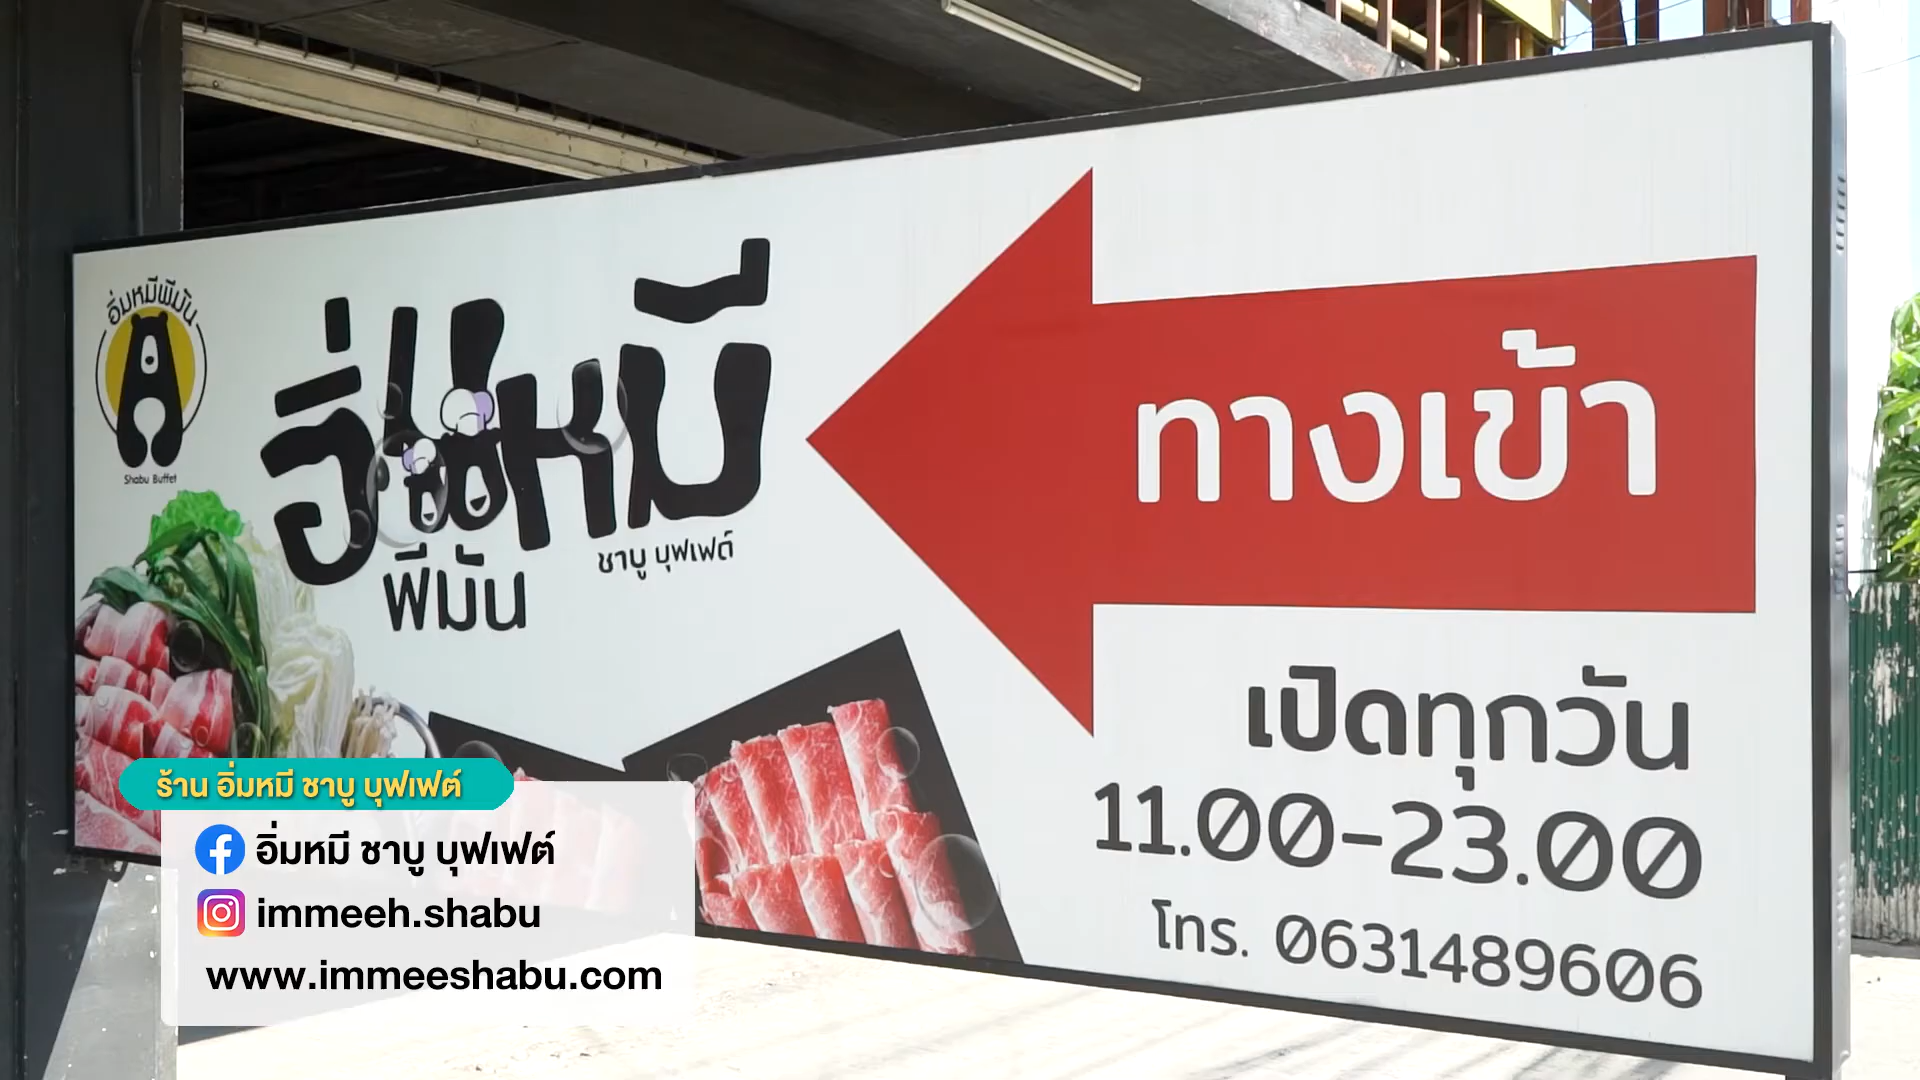 อิ่มหมีพีมัน
Shabu Buffet
อิ่มหมี
พีมัน
ชาบู บุฟเฟต์
ทางเข้า
เปิดทุกวัน
11.00-23.00
โทร. 0631489606
ร้าน อิ่มหมี ชาบู บุฟเฟต์
อิ่มหมี ชาบู บุฟเฟต์
immeeh.shabu
www.immeeshabu.com